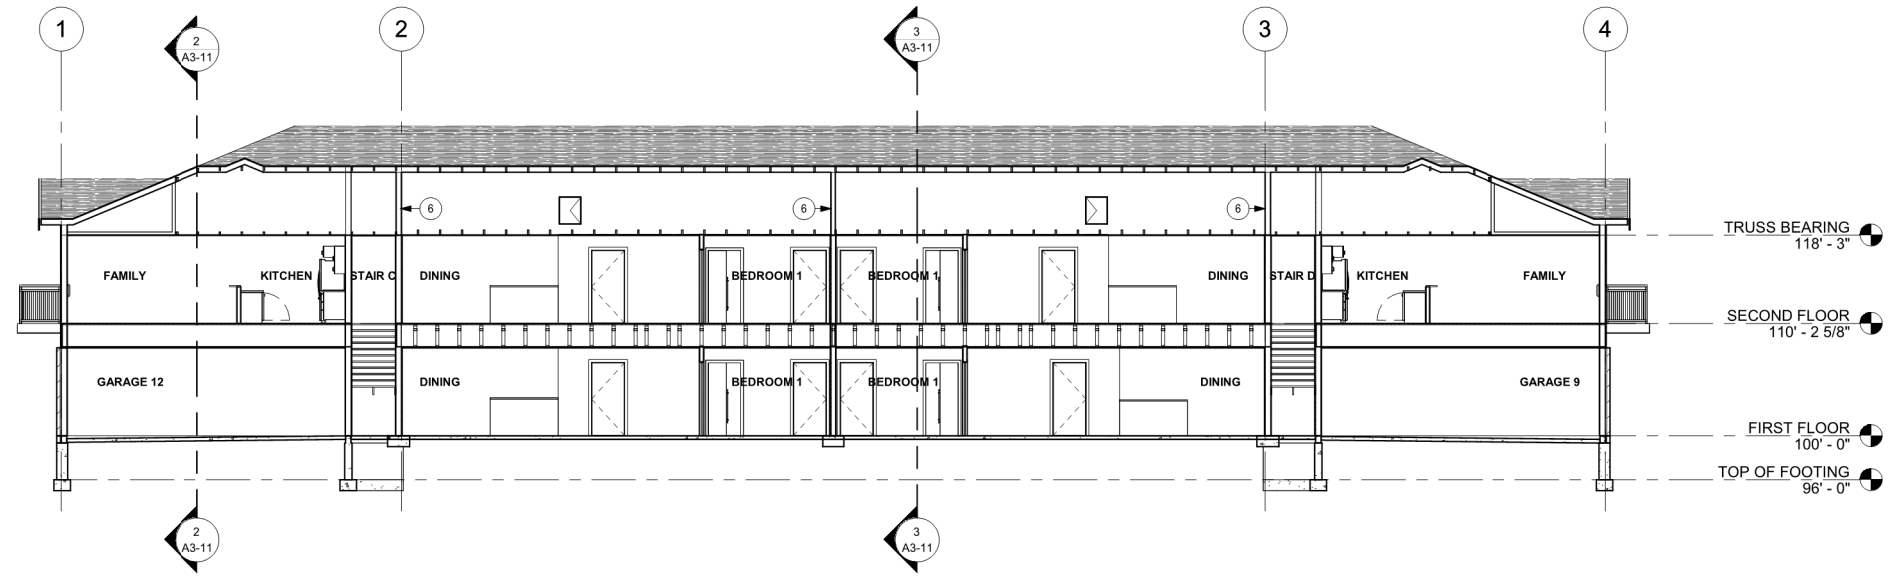 1
2
3
4
2
A3-11
3
A3-11
6
6
6
TRUSS BEARING
118' - 3"
FAMILY
KITCHEN
STAIR C
DINING
BEDROOM 1
BEDROOM 1
DINING
STAIR D
KITCHEN
FAMILY
SECOND FLOOR
110' - 2 5/8"
GARAGE 12
DINING
BEDROOM 1
BEDROOM 1
DINING
GARAGE 9
FIRST FLOOR
100' - 0"
TOP OF FOOTING
96' - 0"
2
A3-11
3
A3-11